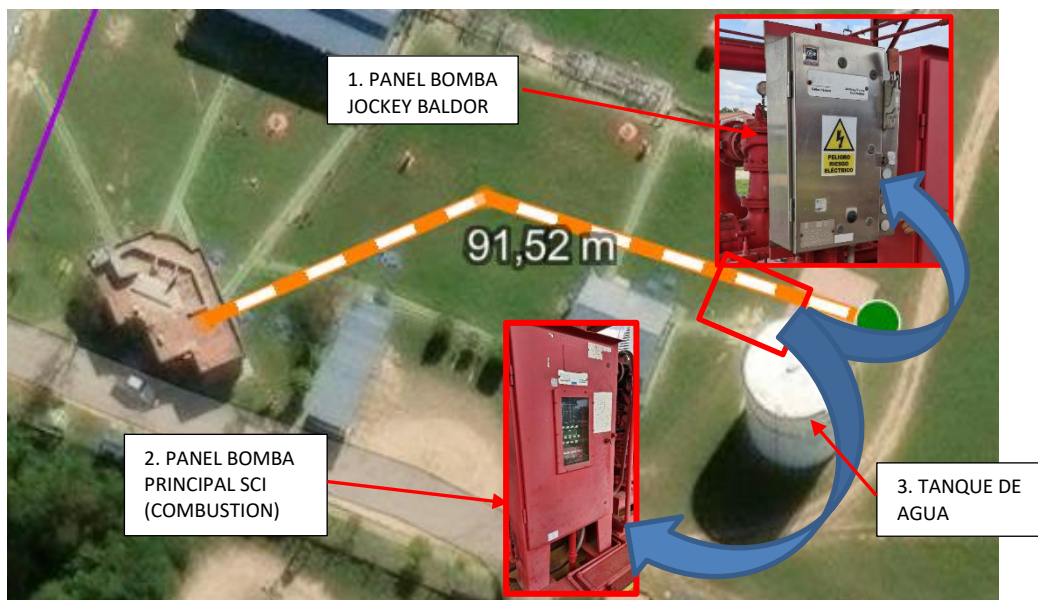 1. PANEL BOMBA
JOCKEY BALDOR
PELIGRO
RIESGO
ELÉCTRICO
91,52 m
2. PANEL BOMBA
PRINCIPAL SCI
(COMBUSTION)
3. TANQUE DE
AGUA